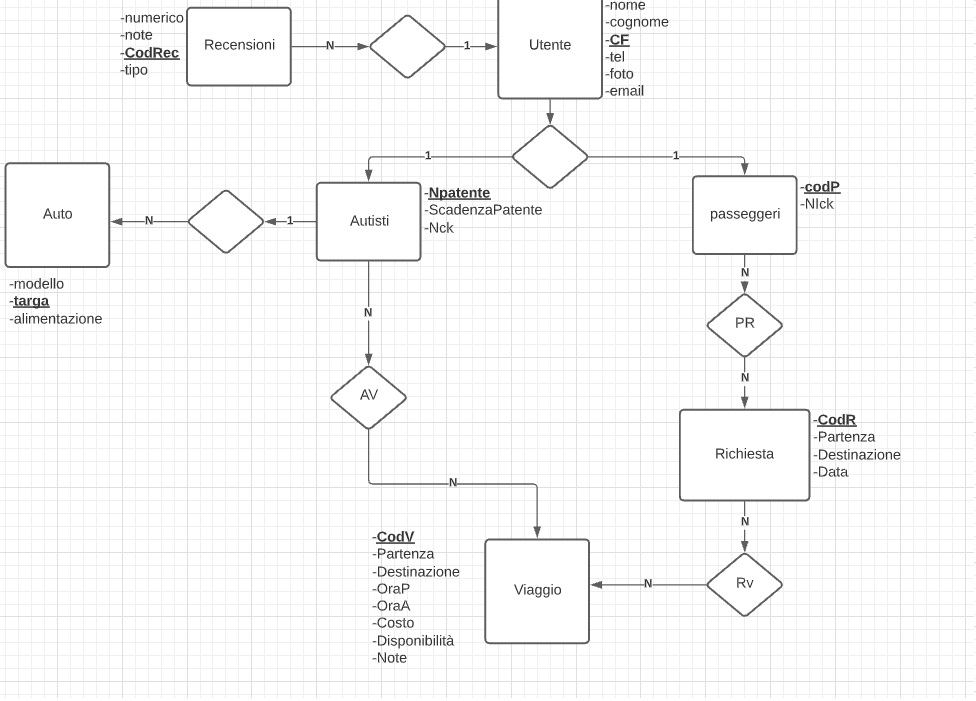 -nome
-cognome
-CF
-tel
-foto
-email
-numerico
-note
-CodRec
-tipo
Recensioni
N
1
Utente
1
1
Auto
N
1
Autisti
-Npatente
-ScadenzaPatente
-Nck
passeggeri
-codP
-NIck
-modello
-targa
-alimentazione
N
N
PR
AV
N
Richiesta
-CodR
-Partenza
-Destinazione
-Data
N
N
-CodV
-Partenza
-Destinazione
-OraP
-OraA
-Costo
-Disponibilità
-Note
Viaggio
N
Rv